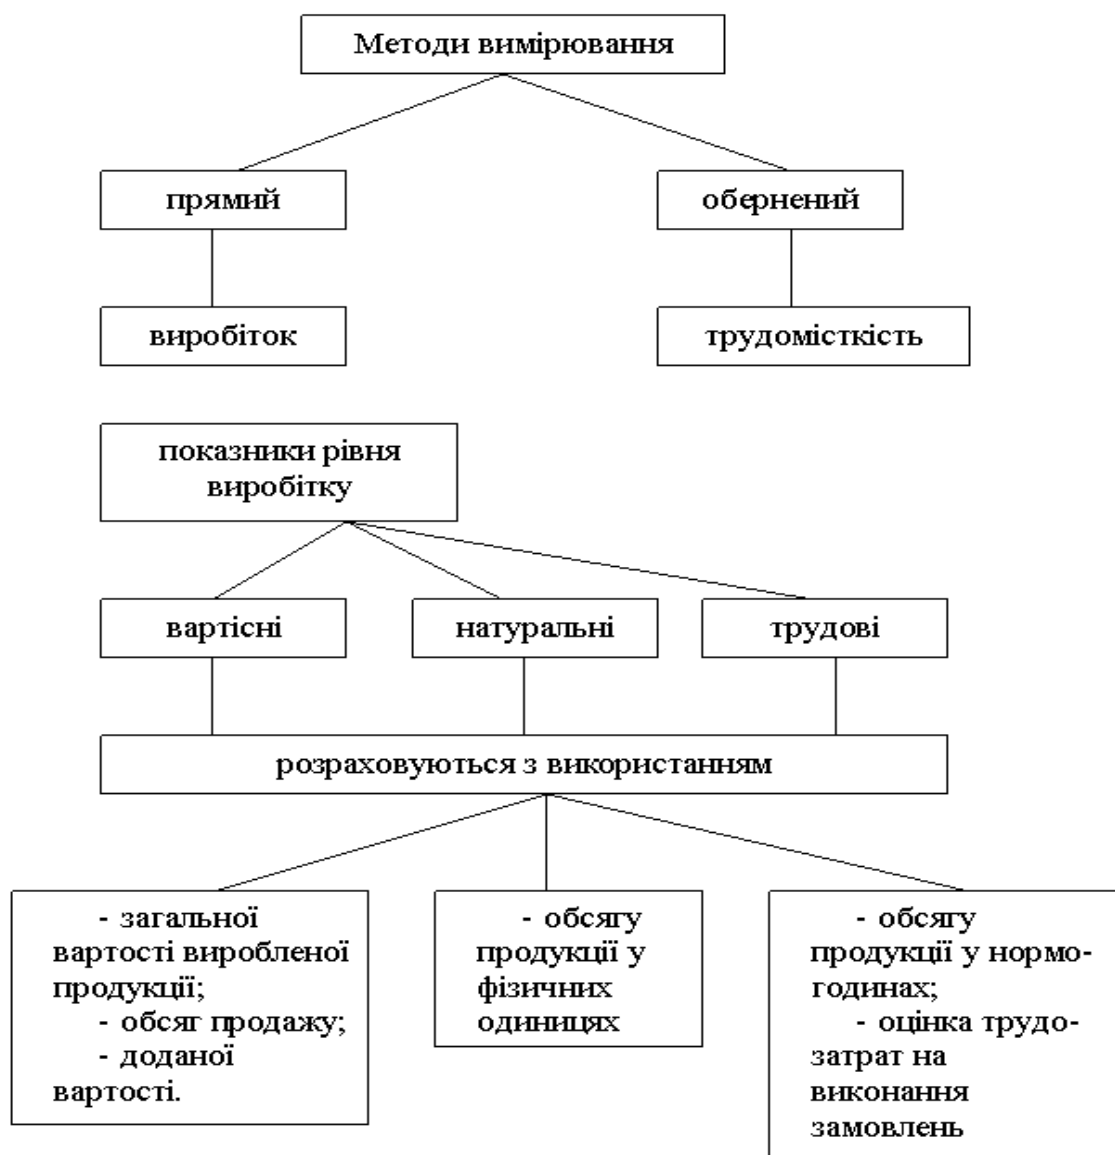 Методи вимірювання
прямий
обернений
виробіток
трудомісткість
показники рівня
виробітку
вартісні
натуральні
трудові
розраховуються з використанням
- загальної
вартості виробленої
продукції;
- обсяг продажу;
- доданої
вартості.
- обсягу
продукції у
фізичних
одиницях
- обсягу
продукції у нормо-
годинах;
- оцінка трудо-
затрат на
виконання
замовлень